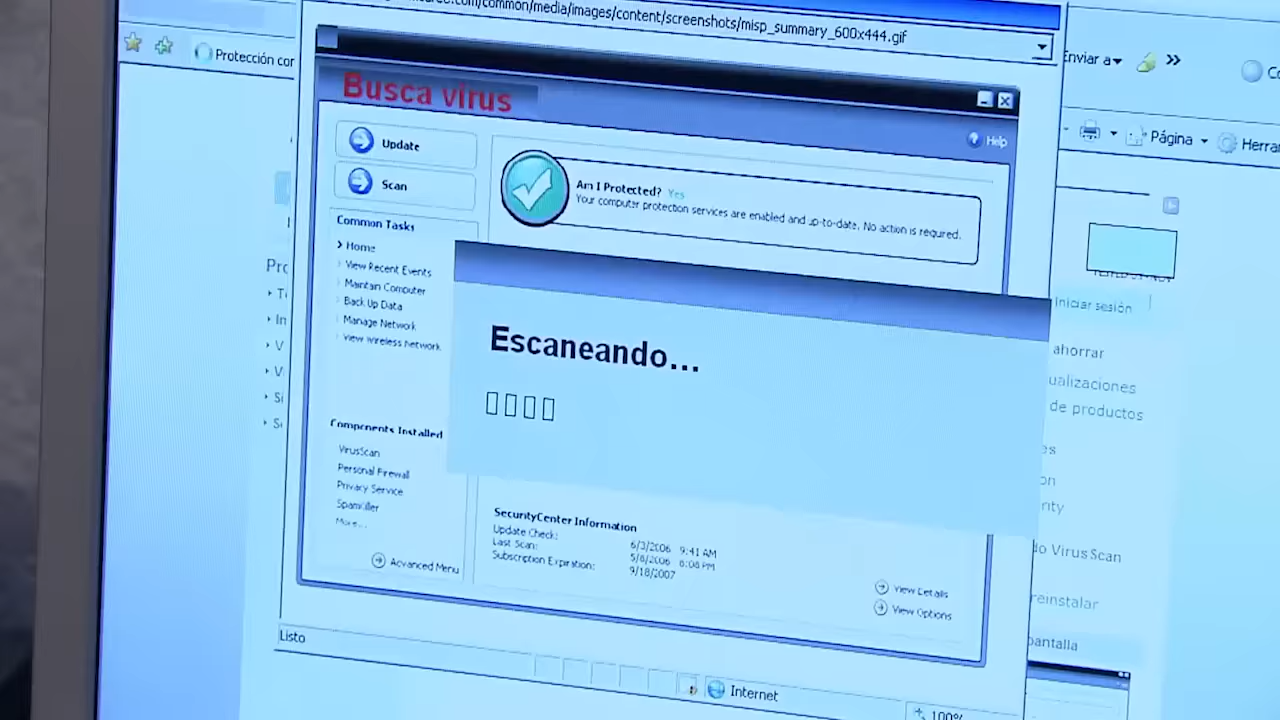 common/media/images/content/screenshots/misp_summary_600x444.gif
Enviar a
Protección con
Busca virus
Página
Help
Update
Scan
Am I Protected? Yes
Your computer protection services are enabled and up-to-date. No action is required.
Common Tasks
Home
View Recent Events
Maintain Computer
Back Up Data
Manage Network
View Wireless Network
Escaneando...
Iniciar sesión
ahorrar
ualizaciones
de productos
Components Installed
VirusScan
Personal Firewall
Privacy Service
SpamKiller
More...
Advanced Menu
SecurityCenter Information
Update Check: 6/3/2006 9:41 AM
Last Scan: 5/8/2006 6:08 PM
Subscription Expiration: 9/18/2007
View Details
View Options
do VirusScan
reinstalar
pantalla
Listo
Internet
100%